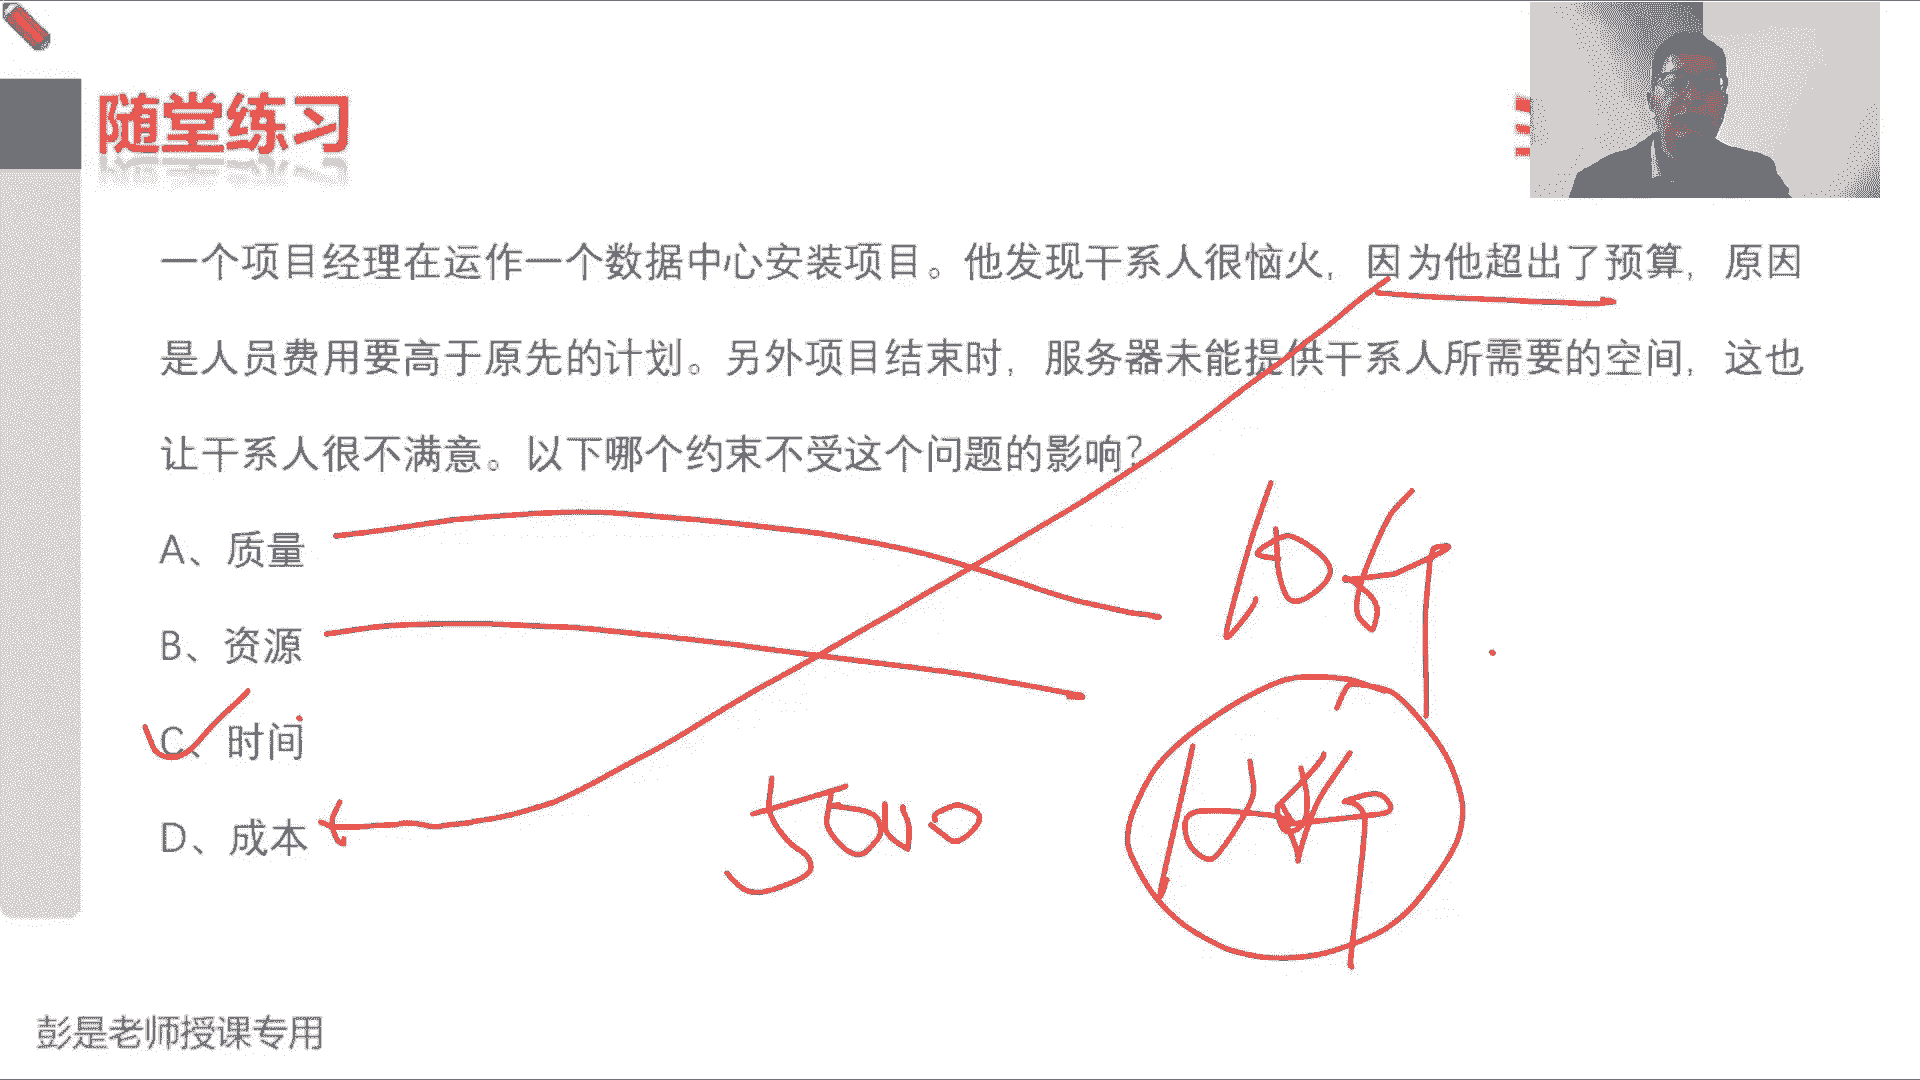 随堂练习
一个项目经理在运作一个数据中心安装项目。他发现干系人很恼火，因为他超出了预算，原因
是人员费用要高于原先的计划。另外项目结束时，服务器未能提供干系人所需要的空间，这也
让干系人很不满意。以下哪个约束不受这个问题的影响？
A、质量
B、资源
C、时间
D、成本
5000
彭是老师授课专用